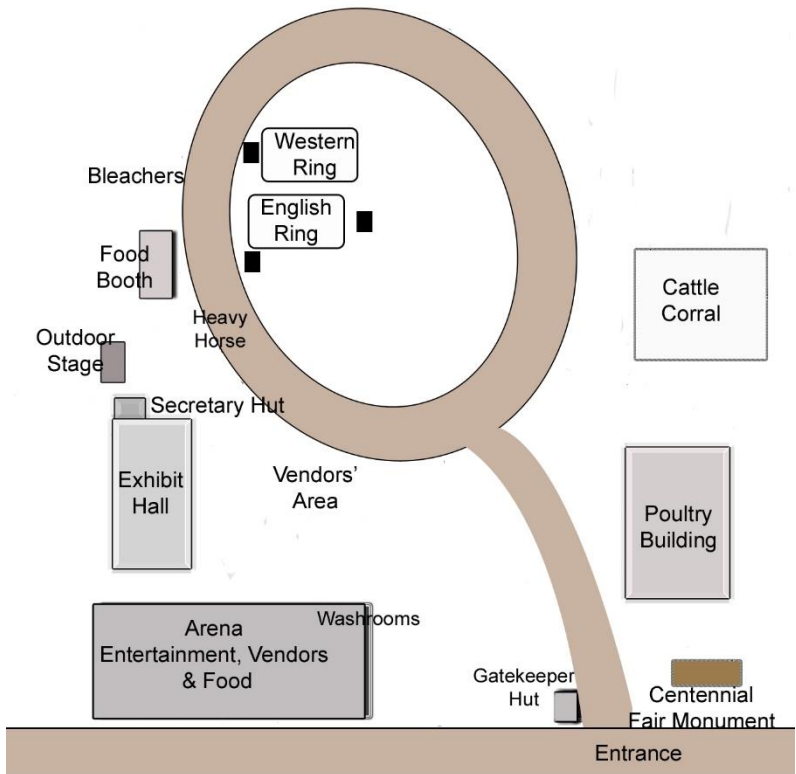 Western
Ring
Bleachers
English
Ring
Food
Booth
Cattle
Corral
Heavy
Horse
Outdoor
Stage
Secretary Hut
Exhibit
Hall
Vendors'
Area
Poultry
Building
Washrooms
Arena
Entertainment, Vendors
& Food
Gatekeeper
Hut
Centennial
Fair Monument
Entrance